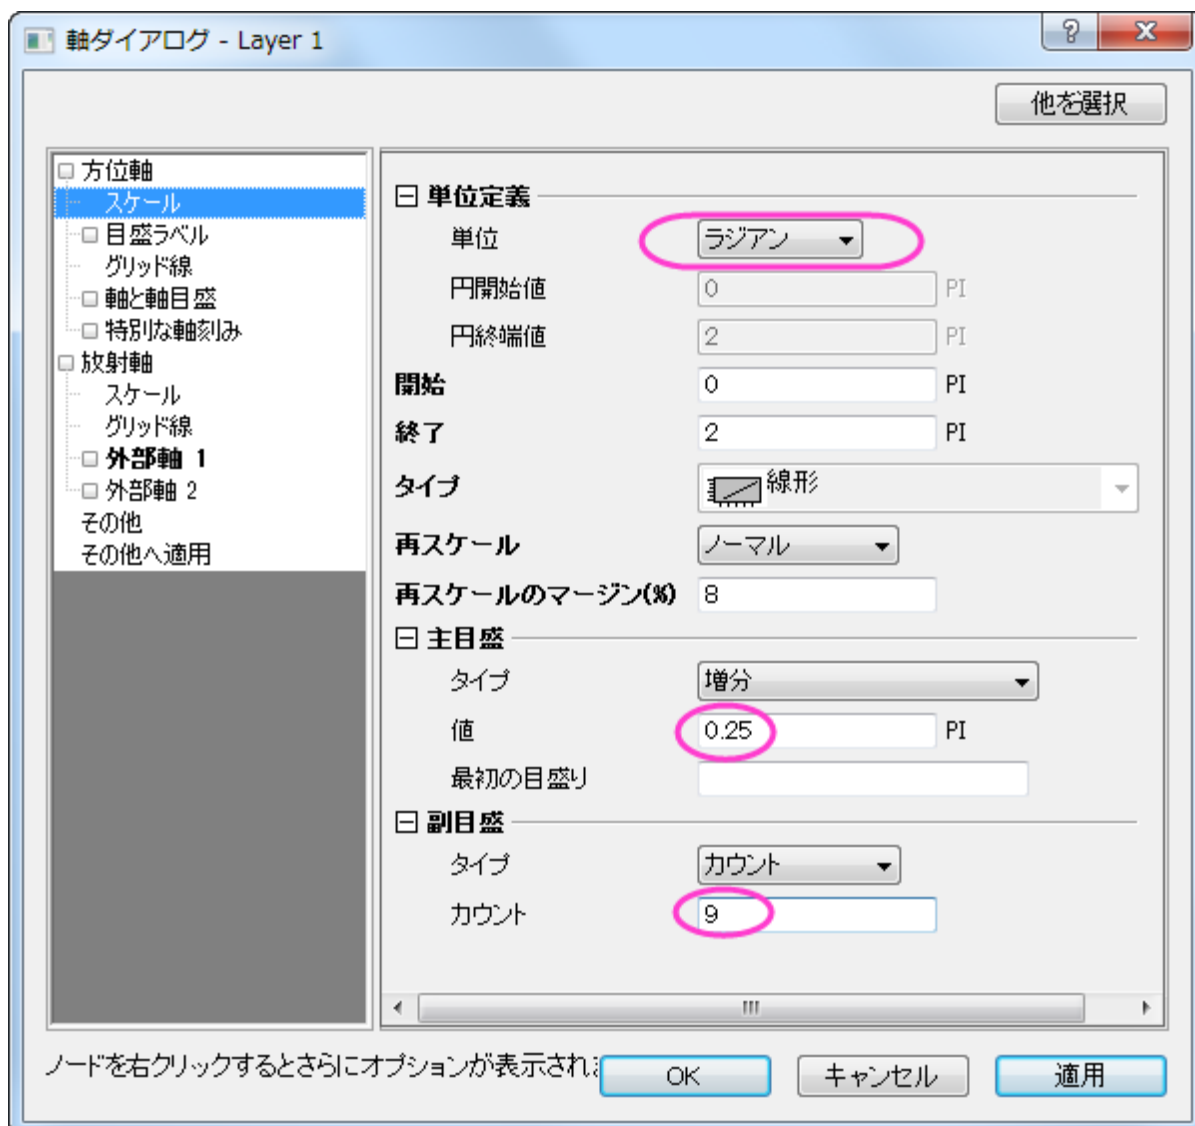 軸ダイアログ - Layer 1
他を選択
方位軸
スケール
目盛ラベル
グリッド線
軸と軸目盛
特別な軸刻み
放射軸
スケール
グリッド線
外部軸 1
外部軸 2
その他
その他へ適用
単位定義
単位 ラジアン
円開始値 0 PI
円終端値 2 PI
開始 0 PI
終了 2 PI
タイプ 線形
再スケール ノーマル
再スケールのマージン(%) 8
主目盛
タイプ 増分
値 0.25 PI
最初の目盛り
副目盛
タイプ カウント
カウント 9
ノードを右クリックするとさらにオプションが表示され
OK キャンセル 適用